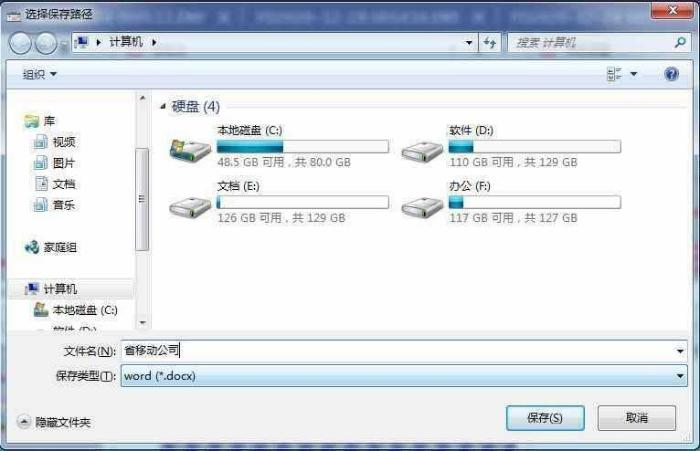 选择保存路径
计算机
搜索 计算机
组织
库
视频
图片
文档
音乐
家庭组
计算机
本地磁盘 (C:)
软件 (D:)
硬盘 (4)
本地磁盘 (C:)
48.5 GB 可用，共 80.0 GB
软件 (D:)
110 GB 可用，共 129 GB
文档 (E:)
126 GB 可用，共 129 GB
办公 (F:)
117 GB 可用，共 127 GB
文件名(N): 省移动公司
保存类型(T): word (*.docx)
隐藏文件夹
保存(S)
取消